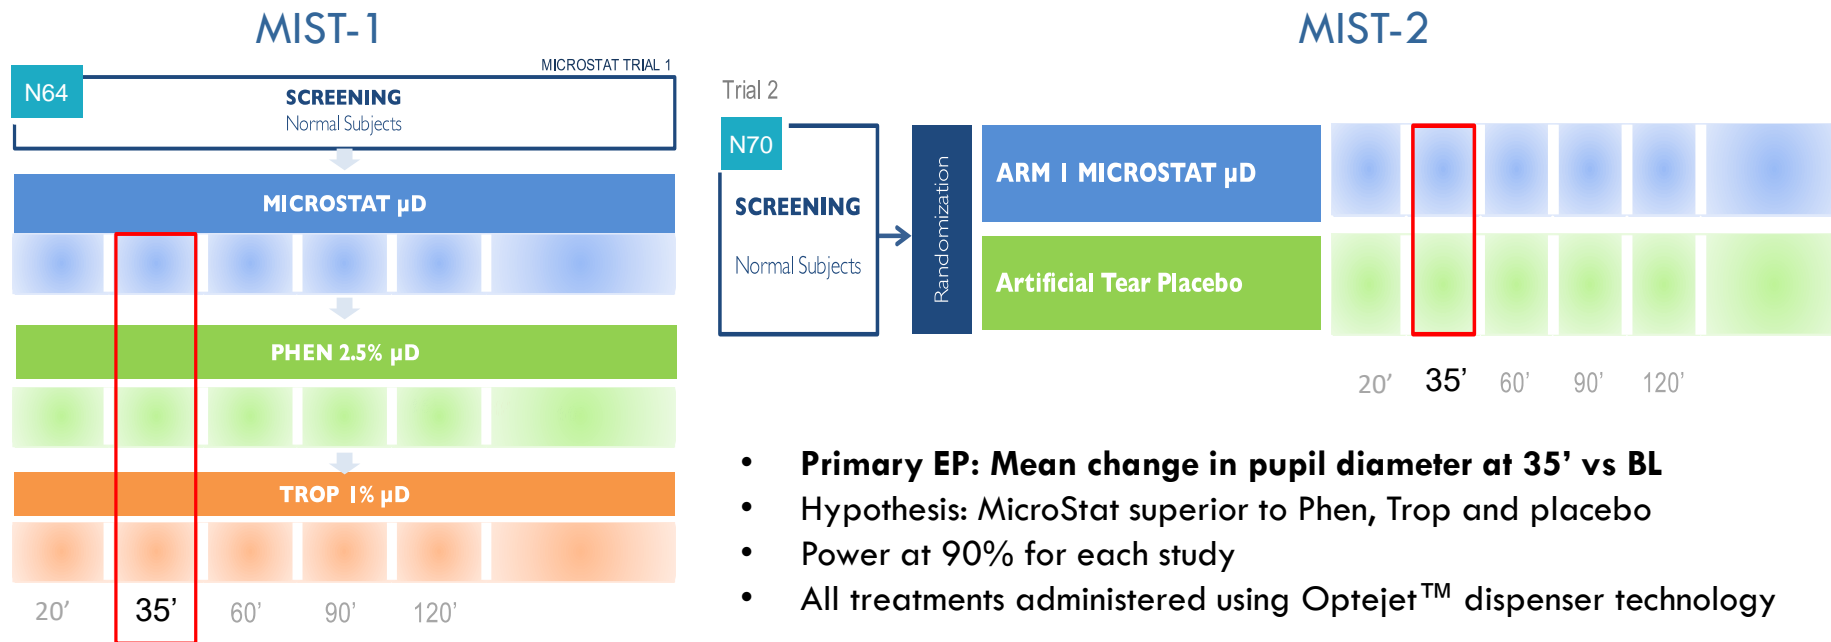 MIST-1
MICROSTAT TRIAL 1
N64
SCREENING
Normal Subjects
MICROSTAT µD
PHEN 2.5% µD
TROP 1% µD
20’ 35’ 60’ 90’ 120’
MIST-2
Trial 2
N70
SCREENING
Normal Subjects
Randomization
ARM 1 MICROSTAT µD
Artificial Tear Placebo
20’ 35’ 60’ 90’ 120’
• Primary EP: Mean change in pupil diameter at 35’ vs BL
• Hypothesis: MicroStat superior to Phen, Trop and placebo
• Power at 90% for each study
• All treatments administered using Optejet™ dispenser technology